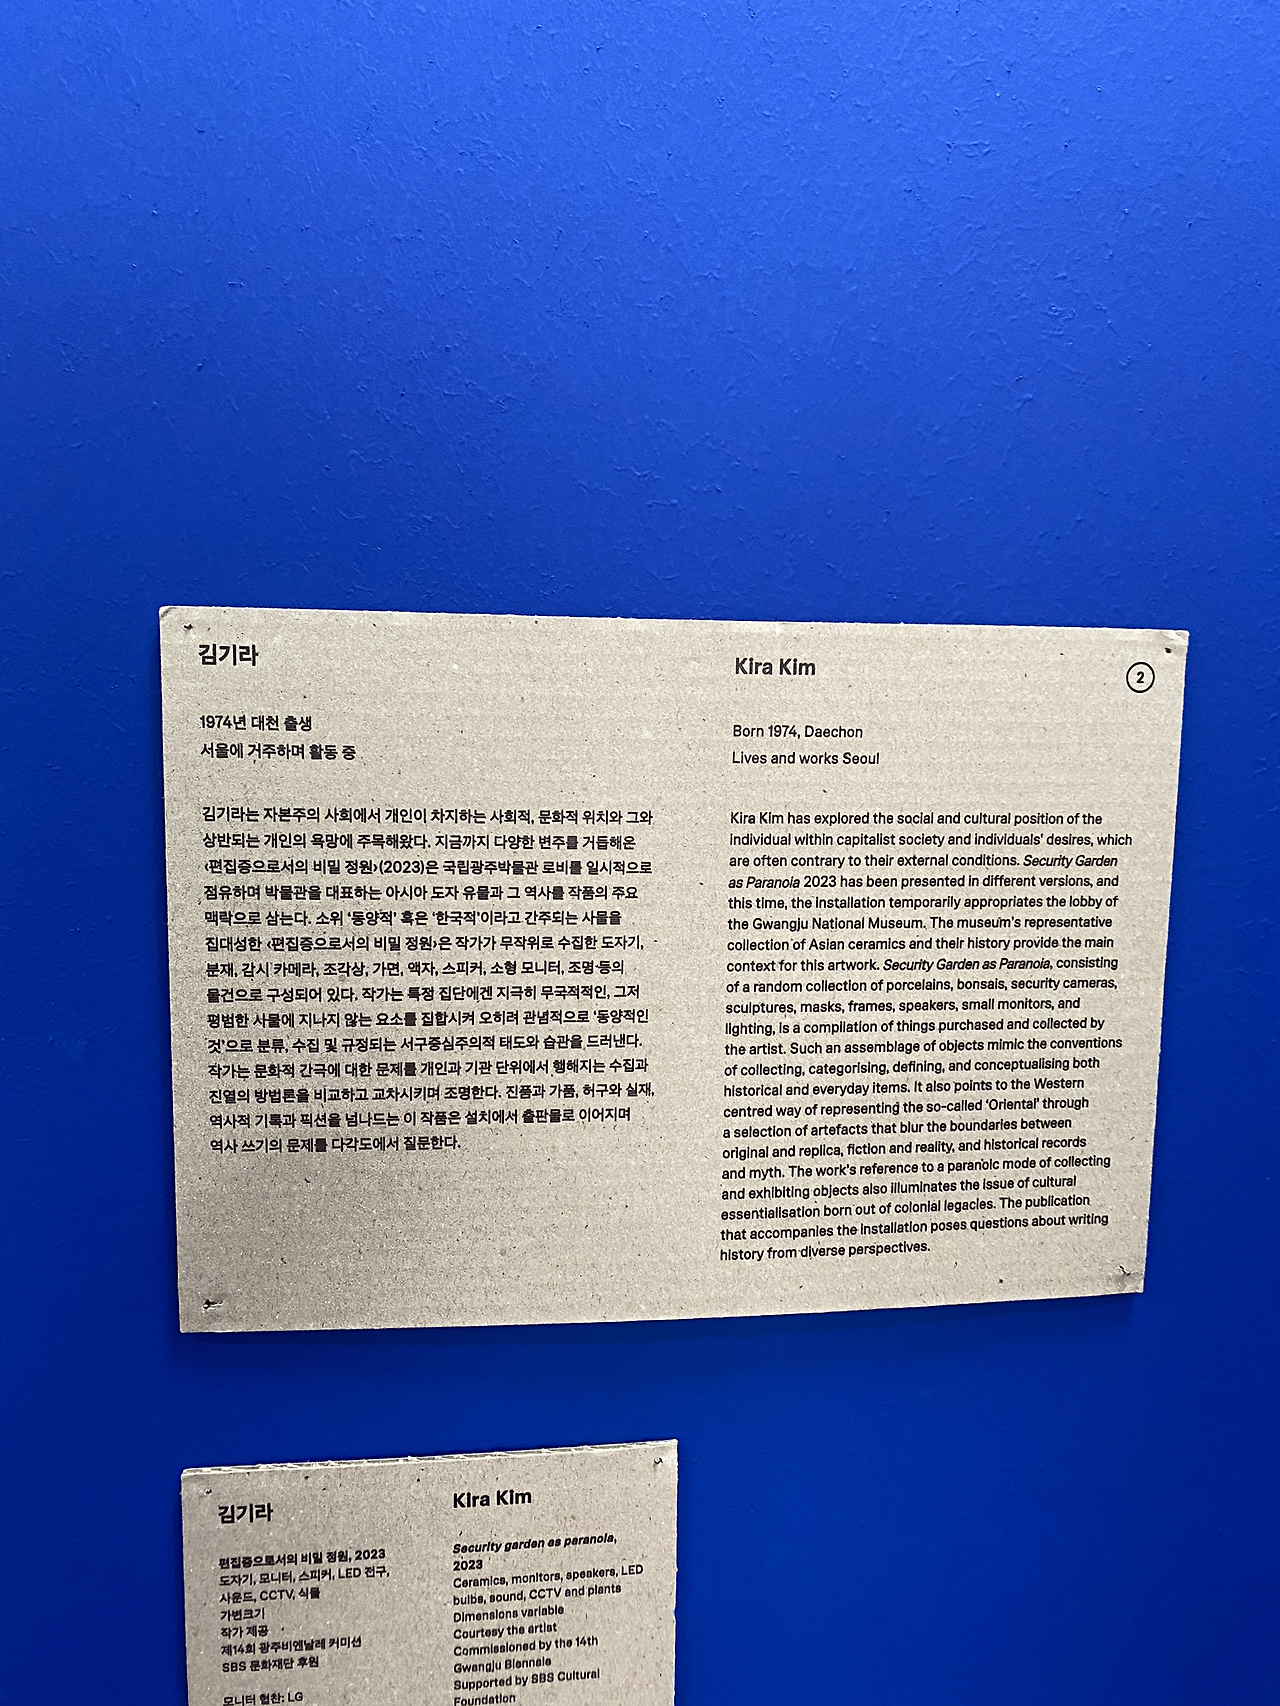 김기라
1974년 대천 출생
서울에 거주하며 활동 중
김기라는 자본주의 사회에서 개인이 차지하는 사회적, 문화적 위치와 그와
상반되는 개인의 욕망에 주목해왔다. 지금까지 다양한 변주를 거듭해온
‹편집증으로서의 비밀 정원›(2023)은 국립광주박물관 로비를 일시적으로
점유하며 박물관을 대표하는 아시아 도자 유물과 그 역사를 작품의 주요
맥락으로 삼는다. 소위 ‘동양적’ 혹은 ‘한국적’이라고 간주되는 사물을
집대성한 ‹편집증으로서의 비밀 정원›은 작가가 무작위로 수집한 도자기,
분재, 감시 카메라, 조각상, 가면, 액자, 스피커, 소형 모니터, 조명 등의
물건으로 구성되어 있다. 작가는 특정 집단에겐 지극히 무국적적인, 그저
평범한 사물에 지나지 않는 요소를 집합시켜 오히려 관념적으로 ‘동양적인
것’으로 분류, 수집 및 규정되는 서구중심주의적 태도와 습관을 드러낸다.
작가는 문화적 간극에 대한 문제를 개인과 기관 단위에서 행해지는 수집과
진열의 방법론을 비교하고 교차시키며 조명한다. 진품과 가품, 허구와 실재,
역사적 기록과 픽션을 넘나드는 이 작품은 설치에서 출판물로 이어지며
역사 쓰기의 문제를 다각도에서 질문한다.
Kira Kim
2
Born 1974, Daechon
Lives and works Seoul
Kira Kim has explored the social and cultural position of the
individual within capitalist society and individuals’ desires, which
are often contrary to their external conditions. Security Garden
as Paranoia 2023 has been presented in different versions, and
this time, the installation temporarily appropriates the lobby of
the Gwangju National Museum. The museum’s representative
collection of Asian ceramics and their history provide the main
context for this artwork. Security Garden as Paranoia, consisting
of a random collection of porcelains, bonsais, security cameras,
sculptures, masks, frames, speakers, small monitors, and
lighting, is a compilation of things purchased and collected by
the artist. Such an assemblage of objects mimic the conventions
of collecting, categorising, defining, and conceptualising both
historical and everyday items. It also points to the Western
centred way of representing the so-called ‘Oriental’ through
a selection of artefacts that blur the boundaries between
original and replica, fiction and reality, and historical records
and myth. The work’s reference to a paranoic mode of collecting
and exhibiting objects also illuminates the issue of cultural
essentialisation born out of colonial legacies. The publication
that accompanies the installation poses questions about writing
history from diverse perspectives.
김기라
편집증으로서의 비밀 정원, 2023
도자기, 모니터, 스피커, LED 전구,
사운드, CCTV, 식물
가변크기
작가 제공
제14회 광주비엔날레 커미션
SBS 문화재단 후원
모니터 협찬: LG
Kira Kim
Security garden as paranoia,
2023
Ceramics, monitors, speakers, LED
bulbs, sound, CCTV and plants
Dimensions variable
Courtesy the artist
Commissioned by the 14th
Gwangju Biennale
Supported by SBS Cultural
Foundation